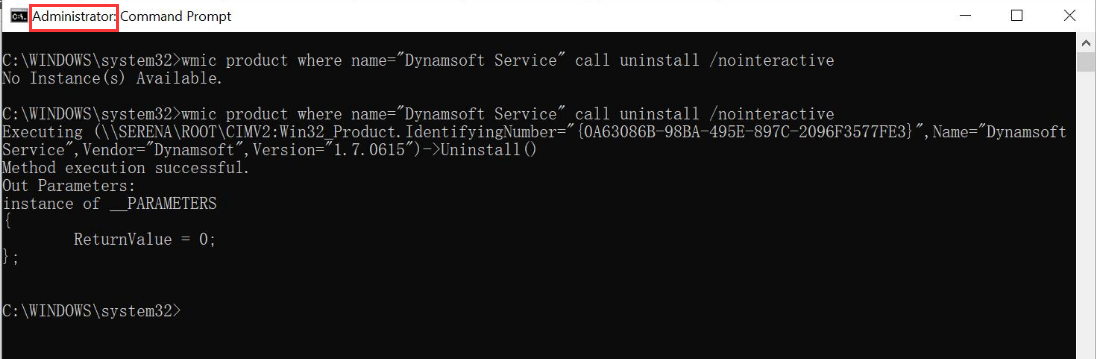 Administrator: Command Prompt
C:\WINDOWS\system32>wmic product where name="Dynamsoft Service" call uninstall /nointeractive
No Instance(s) Available.
C:\WINDOWS\system32>wmic product where name="Dynamsoft Service" call uninstall /nointeractive
Executing (\\SERENA\ROOT\CIMV2:Win32_Product.IdentifyingNumber="{0A63086B-98BA-495E-897C-2096F3577FE3}",Name="Dynamsoft
Service",Vendor="Dynamsoft",Version="1.7.0615")->Uninstall()
Method execution successful.
Out Parameters:
instance of __PARAMETERS
{
        ReturnValue = 0;
};
C:\WINDOWS\system32>